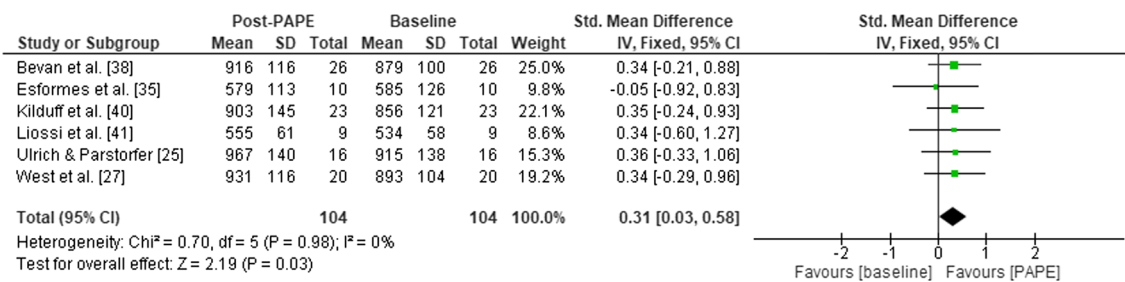 Post-PAPE Baseline Std. Mean Difference Std. Mean Difference
Study or Subgroup Mean SD Total Mean SD Total Weight IV, Fixed, 95% CI IV, Fixed, 95% CI
Bevan et al. [38] 916 116 26 879 100 26 25.0% 0.34 [-0.21, 0.88]
Esformes et al. [35] 579 113 10 585 126 10 9.8% -0.05 [-0.92, 0.83]
Kilduff et al. [40] 903 145 23 856 121 23 22.1% 0.35 [-0.24, 0.93]
Liossi et al. [41] 555 61 9 534 58 9 8.6% 0.34 [-0.60, 1.27]
Ulrich & Parstorfer [25] 967 140 16 915 138 16 15.3% 0.36 [-0.33, 1.06]
West et al. [27] 931 116 20 893 104 20 19.2% 0.34 [-0.29, 0.96]
Total (95% CI) 104 104 100.0% 0.31 [0.03, 0.58]
Heterogeneity: Chi² = 0.70, df = 5 (P = 0.98); I² = 0%
Test for overall effect: Z = 2.19 (P = 0.03)
-2 -1 0 1 2
Favours [baseline] Favours [PAPE]